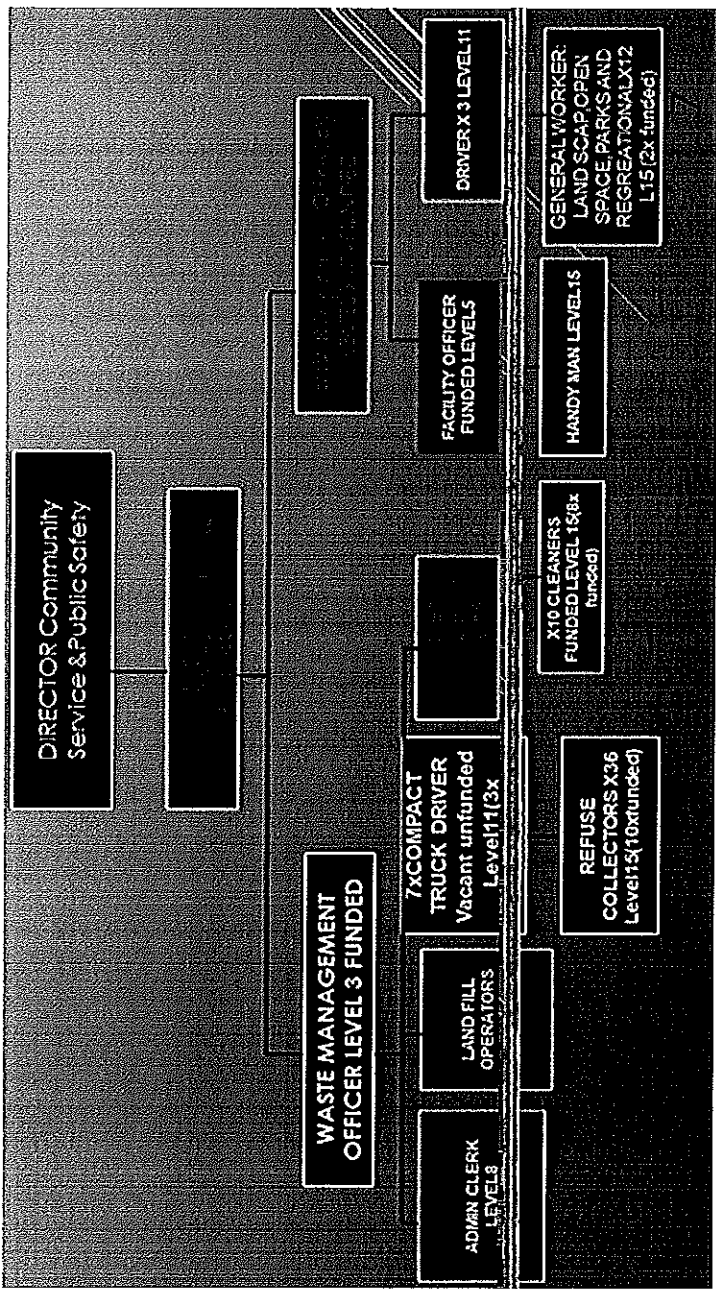 DIRECTOR Community
Service & Public Safety
WASTE MANAGEMENT
OFFICER LEVEL 3 FUNDED
ADMIN CLERK
LEVEL8
LAND FILL
OPERATORS
7xCOMPACT
TRUCK DRIVER
Vacant unfunded
Level11(3x
FACILITY OFFICER
FUNDED LEVEL5
DRIVER X 3 LEVEL11
REFUSE
COLLECTORS X36
Level15(10xfunded)
X10 CLEANERS
FUNDED LEVEL 15(8x
funded)
HANDY MAN LEVEL15
GENERAL WORKER:
LAND SCAP,OPEN
SPACE, PARKS AND
REGREATIONALX12
L15 (2x funded)